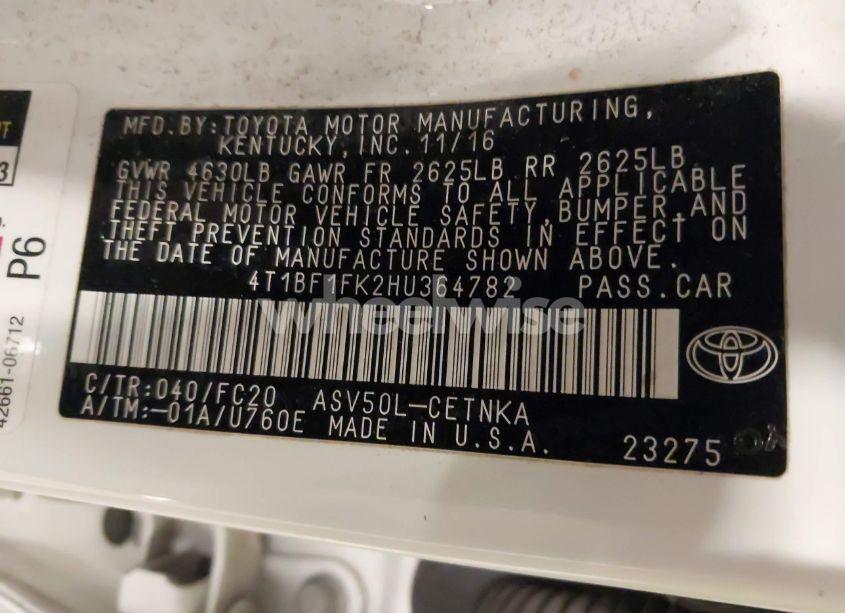 MFD.BY:TOYOTA MOTOR MANUFACTURING,
KENTUCKY,INC. 11/16
GVWR 4630LB GAWR FR 2625LB RR 2625LB
THIS VEHICLE CONFORMS TO ALL APPLICABLE
FEDERAL MOTOR VEHICLE SAFETY,BUMPER,AND
THEFT PREVENTION STANDARDS IN EFFECT ON
THE DATE OF MANUFACTURE SHOWN ABOVE.
4T1BF1FK2HU364782 PASS.CAR
wheelwise
C/TR:040/FC20 ASV50L-CETNKA
A/TM:-01A/U760E MADE IN U.S.A. 23275
P6
42661-06712